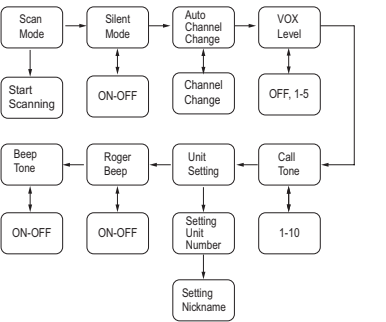 Scan
Mode
Silent
Mode
Auto
Channel
Change
VOX
Level
Start
Scanning
ON-OFF
Channel
Change
OFF, 1-5
Beep
Tone
Roger
Beep
Unit
Setting
Call
Tone
ON-OFF
ON-OFF
Setting
Unit
Number
1-10
Setting
Nickname